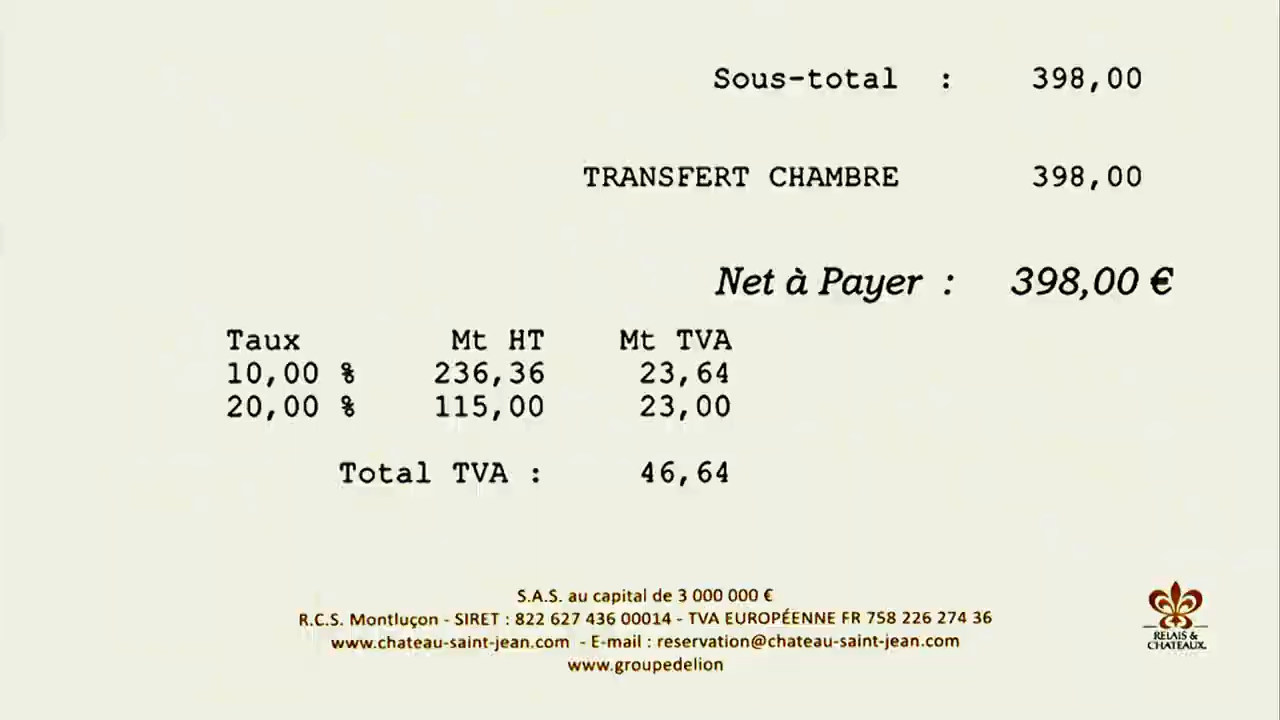 Sous-total : 398,00
TRANSFERT CHAMBRE 398,00
Net à Payer : 398,00 €
Taux Mt HT Mt TVA
10,00 % 236,36 23,64
20,00 % 115,00 23,00
Total TVA : 46,64
S.A.S. au capital de 3 000 000 €
R.C.S. Montluçon - SIRET : 822 627 436 00014 - TVA EUROPÉENNE FR 758 226 274 36
www.chateau-saint-jean.com - E-mail : reservation@chateau-saint-jean.com
www.groupedelion
RELAIS &
CHATEAUX.